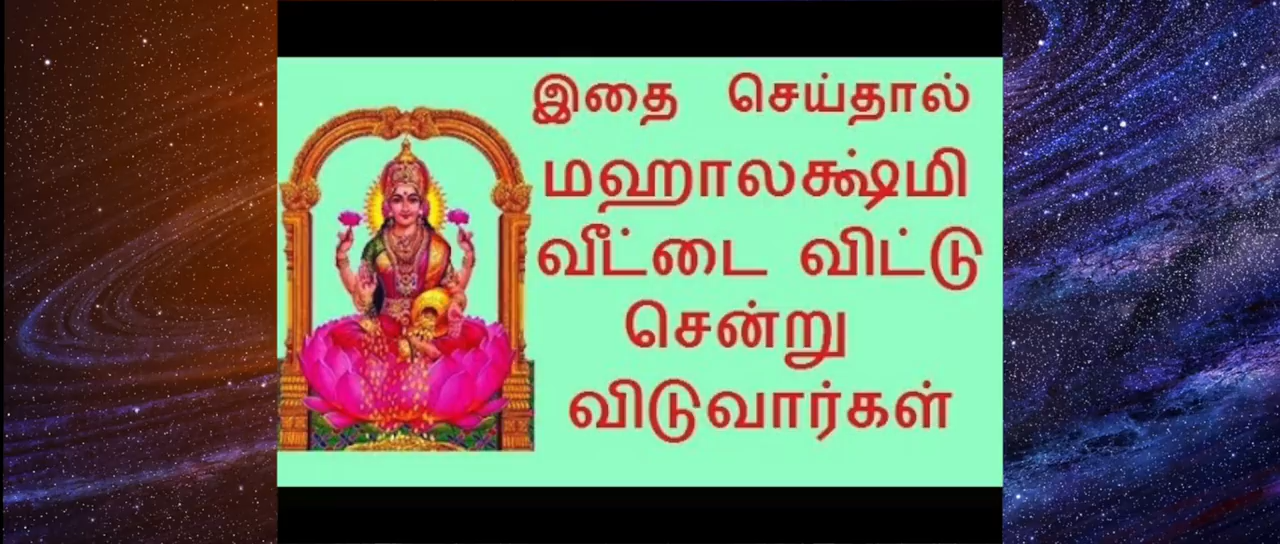 இதை செய்தால்
மஹாலக்ஷ்மி
வீட்டை விட்டு
சென்று
விடுவார்கள்